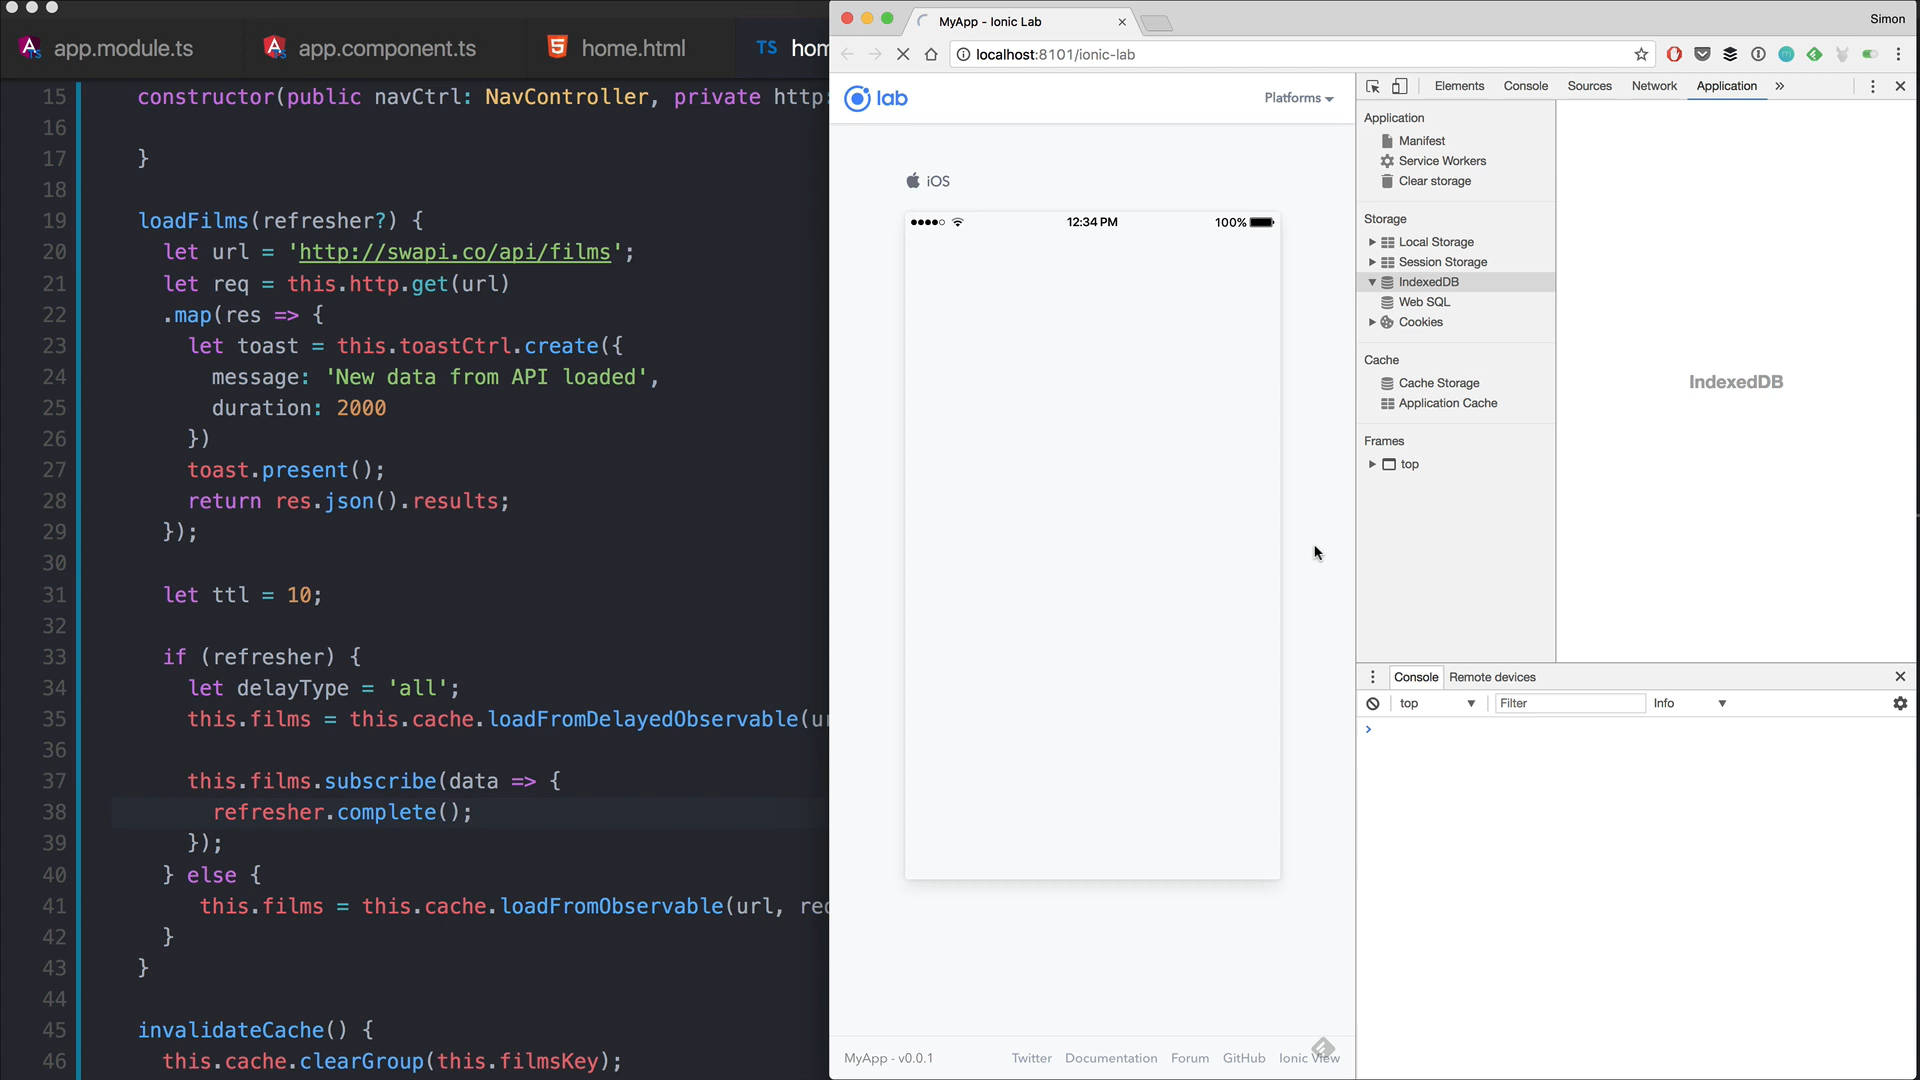 app.module.ts
app.component.ts
home.html
TS hom
15 constructor(public navCtrl: NavController, private http:
16
17 }
18
19 loadFilms(refresher?) {
20 let url = 'http://swapi.co/api/films';
21 let req = this.http.get(url)
22 .map(res => {
23 let toast = this.toastCtrl.create({
24 message: 'New data from API loaded',
25 duration: 2000
26 })
27 toast.present();
28 return res.json().results;
29 });
30
31 let ttl = 10;
32
33 if (refresher) {
34 let delayType = 'all';
35 this.films = this.cache.loadFromDelayedObservable(ur
36
37 this.films.subscribe(data => {
38 refresher.complete();
39 });
40 } else {
41 this.films = this.cache.loadFromObservable(url, req
42 }
43 }
44
45 invalidateCache() {
46 this.cache.clearGroup(this.filmsKey);
MyApp - Ionic Lab
Simon
localhost:8101/ionic-lab
lab
Platforms
iOS
12:34 PM
100%
MyApp - v0.0.1
Twitter
Documentation
Forum
GitHub
Ionic View
Elements
Console
Sources
Network
Application
»
Application
Manifest
Service Workers
Clear storage
Storage
Local Storage
Session Storage
IndexedDB
Web SQL
Cookies
Cache
Cache Storage
Application Cache
Frames
top
IndexedDB
Console
Remote devices
top
Filter
Info